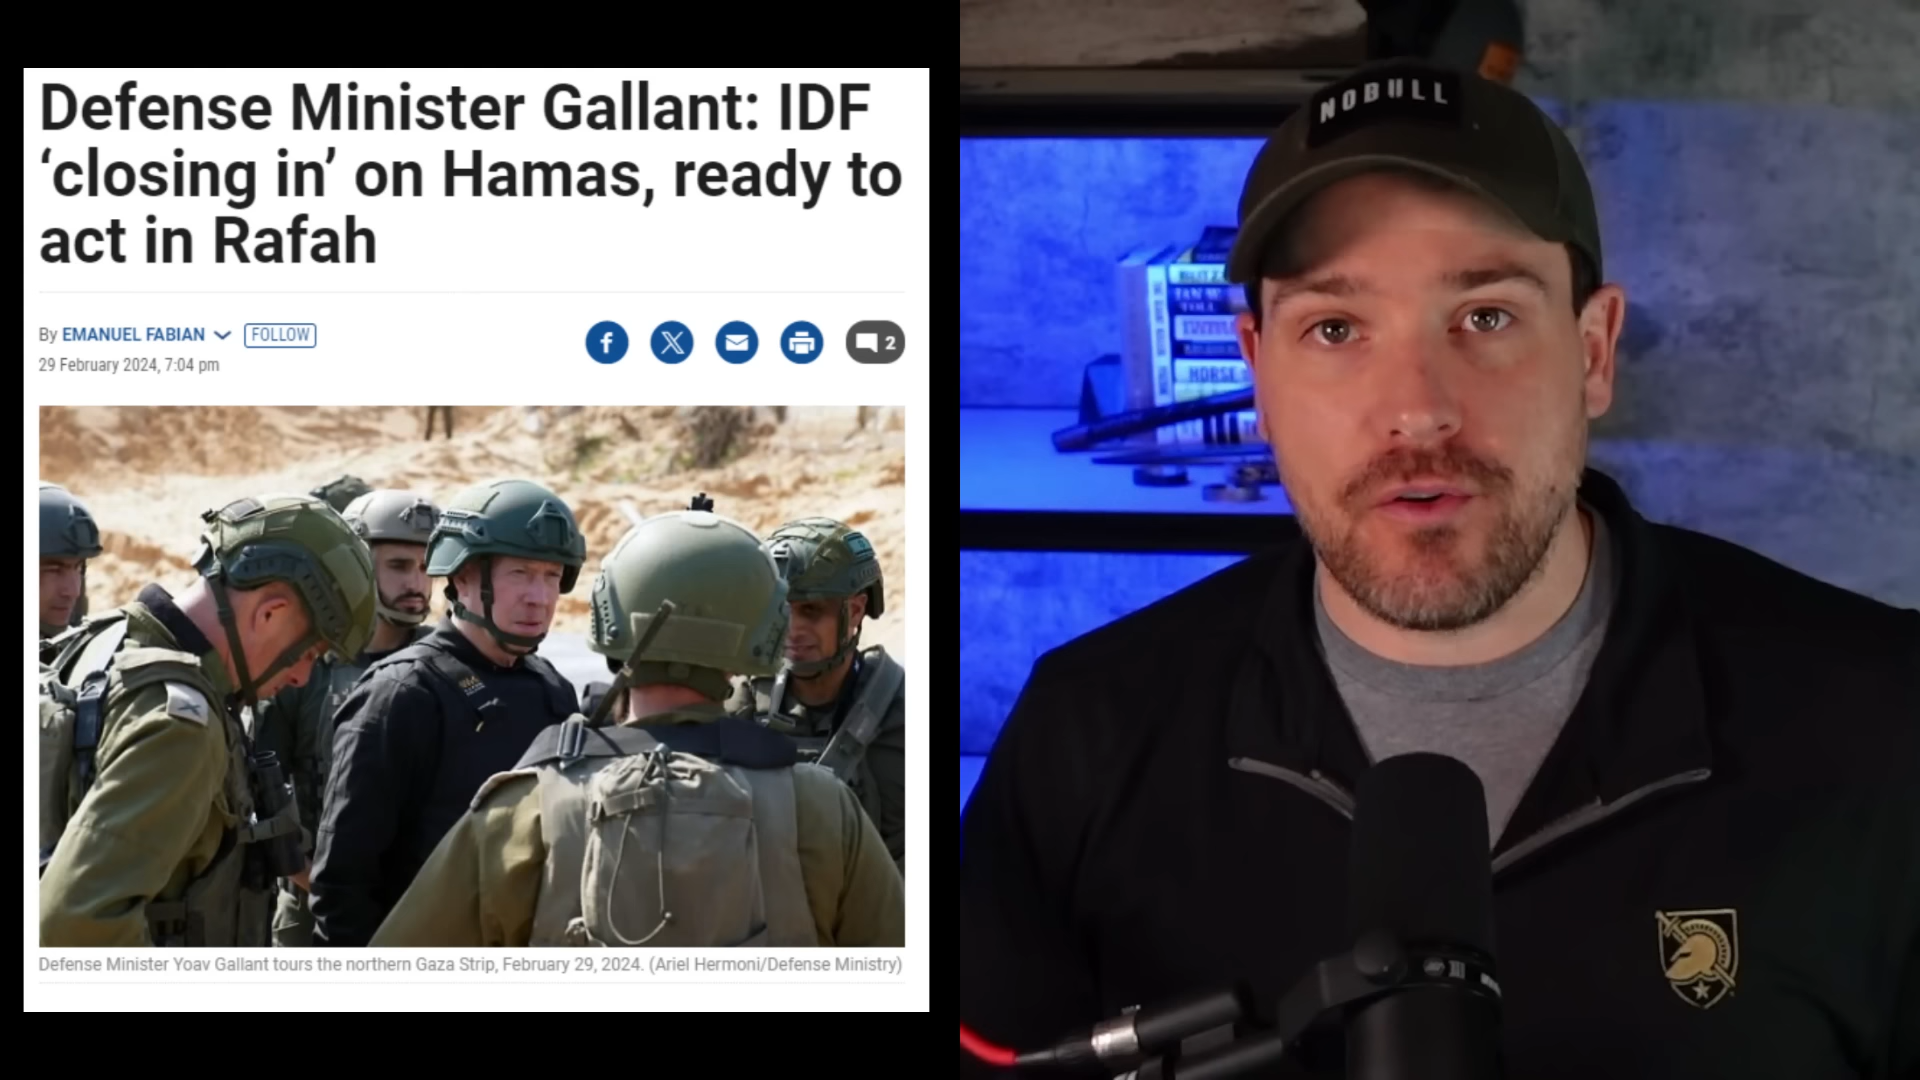 Defense Minister Gallant: IDF
‘closing in’ on Hamas, ready to
act in Rafah
By EMANUEL FABIAN
FOLLOW
29 February 2024, 7:04 pm
2
Defense Minister Yoav Gallant tours the northern Gaza Strip, February 29, 2024. (Ariel Hermoni/Defense Ministry)
NOBULL
HORSE